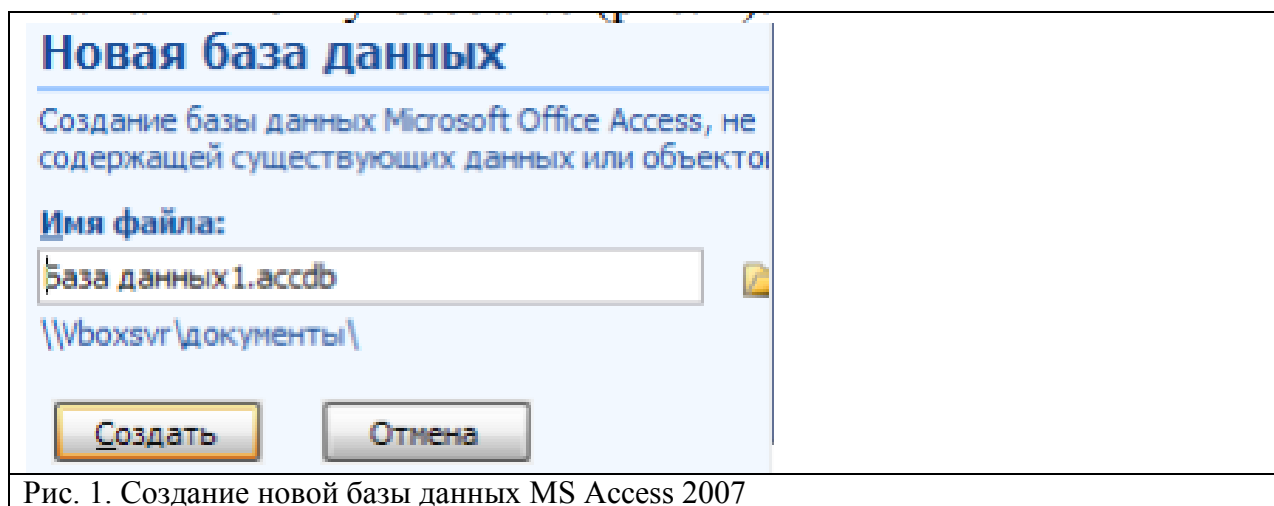 Новая база данных
Создание базы данных Microsoft Office Access, не
содержащей существующих данных или
Имя файла:
База данных1.accdb
\\Vboxsvr\документы\
Создать Отмена
Рис. 1. Создание новой базы данных MS Access 2007